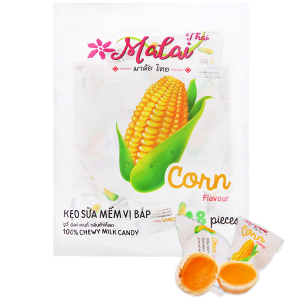 Thai
Malai
มาลัย ไทย
Corn
Flavour
48 pieces
KẸO SỮA MỀM VỊ BẮP
100% CHEWY MILK CANDY